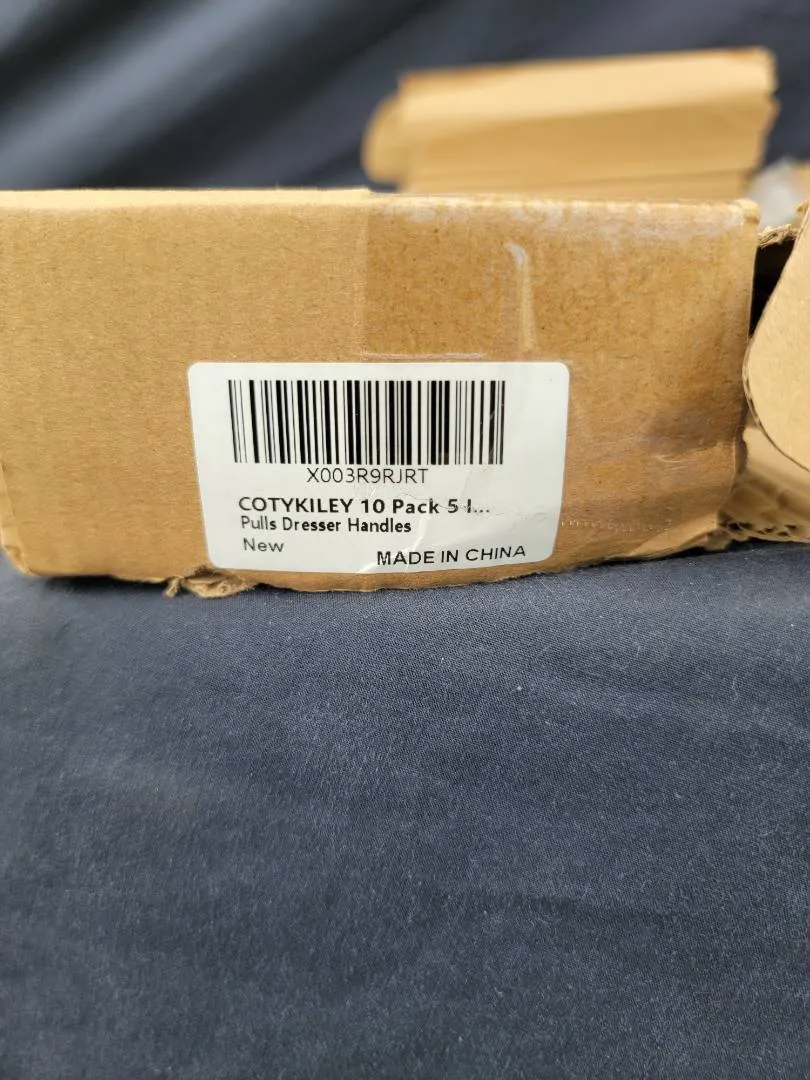 X003R9RJRT
COTYKILEY 10 Pack 5 I...
Pulls Dresser Handles
New
MADE IN CHINA